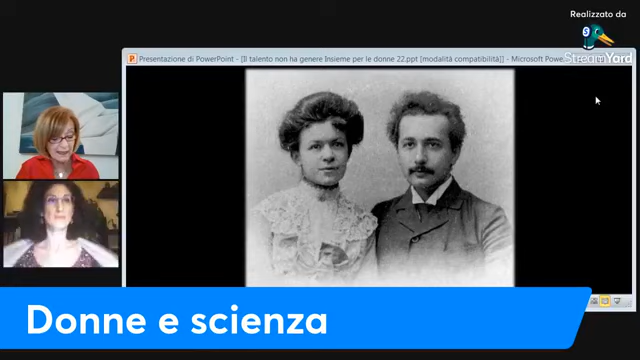 Realizzato da
StreamYard
Presentazione di PowerPoint - [Il talento non ha genere Insieme per le donne 22.ppt [modalità compatibilità]] - Microsoft Powe
Donne e scienza